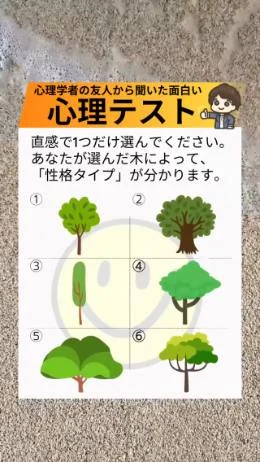 心理学者の友人から聞いた面白い
心理テスト
直感で1つだけ選んでください。
あなたが選んだ木によって、
「性格タイプ」が分かります。
① ②
③ ④
⑤ ⑥